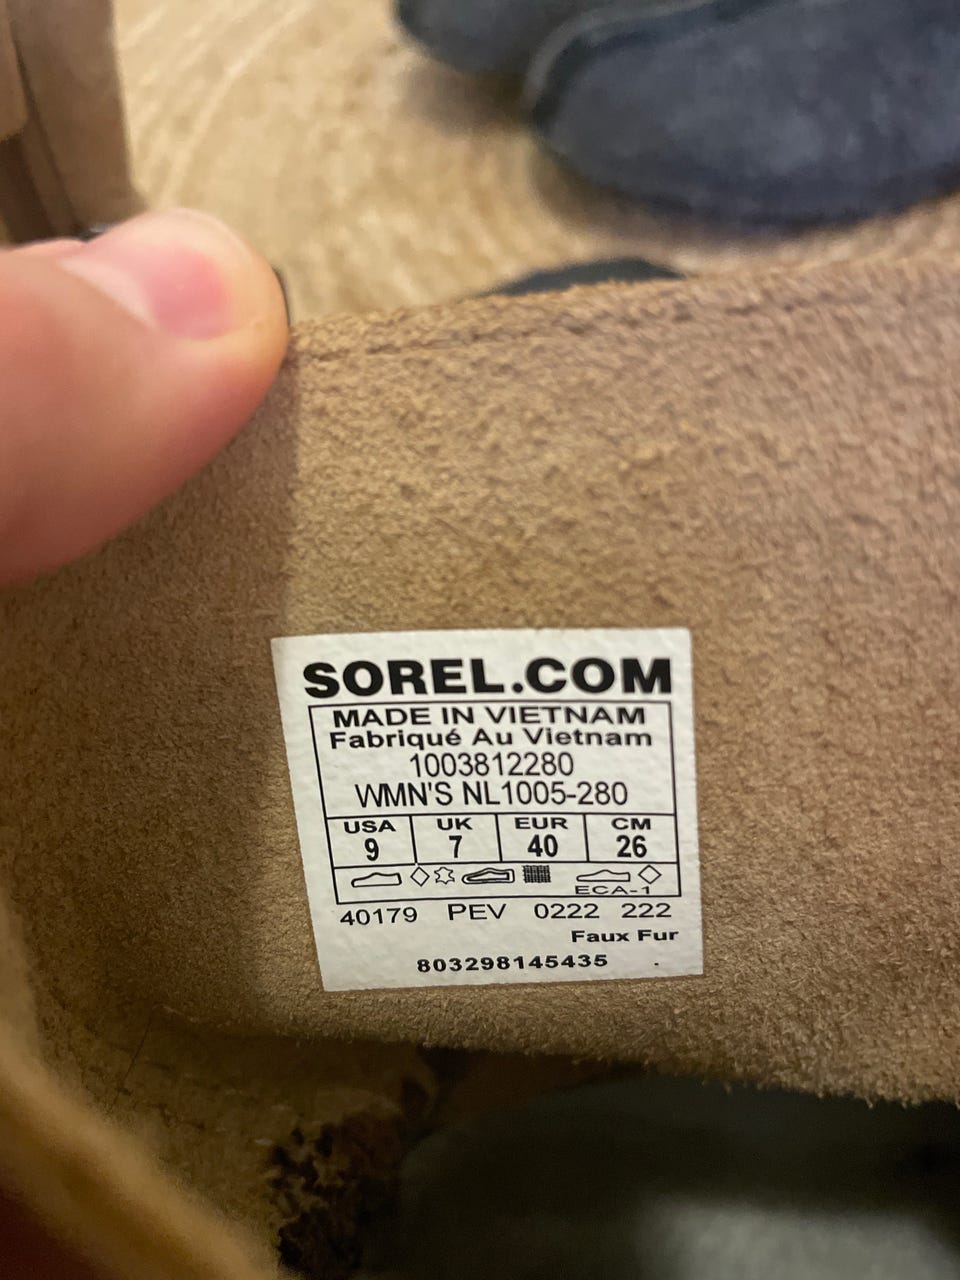 SOREL.COM
MADE IN VIETNAM
Fabriqué Au Vietnam
1003812280
WMN'S NL1005-280
USA UK EUR CM
9 7 40 26
ECA-1
40179 PEV 0222 222
Faux Fur
803298145435 .